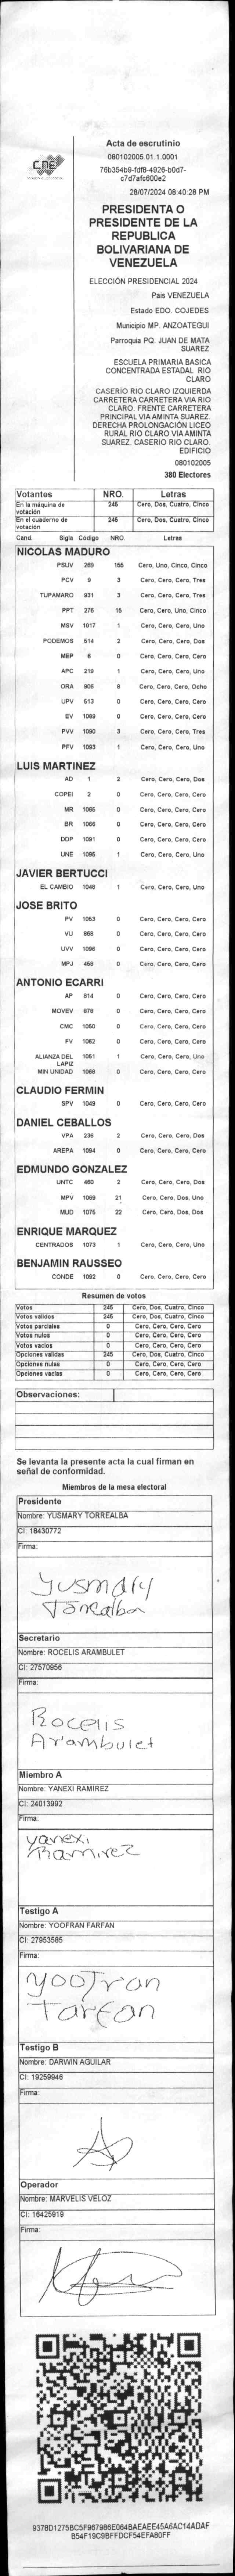 CNE
Acta de escrutinio
080102005.01.1.0001
76b354b9-fdf8-4926-b0d7-
c7d7afc600e2
28/07/2024 08:40:28 PM
PRESIDENTA O
PRESIDENTE DE LA
REPUBLICA
BOLIVARIANA DE
VENEZUELA
ELECCIÓN PRESIDENCIAL 2024
Pais VENEZUELA
Estado EDO. COJEDES
Municipio MP. ANZOATEGUI
Parroquia PQ. JUAN DE MATA
SUAREZ
ESCUELA PRIMARIA BASICA
CONCENTRADA ESTADAL RIO
CLARO
CASERIO RIO CLARO IZQUIERDA
CARRETERA CARRETERA VIA RIO
CLARO. FRENTE CARRETERA
PRINCIPAL VIA AMINTA SUAREZ.
DERECHA PROLONGACIÓN LICEO
RURAL RIO CLARO VIA AMINTA
SUAREZ. CASERIO RIO CLARO.
EDIFICIO
080102005
380 Electores
Votantes NRO. Letras
En la máquina de votación 245 Cero, Dos, Cuatro, Cinco
En el cuaderno de votación 245 Cero, Dos, Cuatro, Cinco
Cand. Sigla Codigo NRO. Letras
NICOLAS MADURO
PSUV 269 155 Cero, Uno, Cinco, Cinco
PCV 9 3 Cero, Cero, Cero, Tres
TUPAMARO 931 3 Cero, Cero, Cero, Tres
PPT 276 15 Cero, Cero, Uno, Cinco
MSV 1017 1 Cero, Cero, Cero, Uno
PODEMOS 514 2 Cero, Cero, Cero, Dos
MEP 6 0 Cero, Cero, Cero, Cero
APC 219 1 Cero, Cero, Cero, Uno
ORA 906 8 Cero, Cero, Cero, Ocho
UPV 613 0 Cero, Cero, Cero, Cero
EV 1089 0 Cero, Cero, Cero, Cero
PVV 1090 3 Cero, Cero, Cero, Tres
PFV 1093 1 Cero, Cero, Cero, Uno
LUIS MARTINEZ
AD 1 2 Cero, Cero, Cero, Dos
COPEI 2 0 Cero, Cero, Cero, Cero
MR 1065 0 Cero, Cero, Cero, Cero
BR 1066 0 Cero, Cero, Cero, Cero
DDP 1091 0 Cero, Cero, Cero, Cero
UNE 1095 1 Cero, Cero, Cero, Uno
JAVIER BERTUCCI
EL CAMBIO 1046 1 Cero, Cero, Cero, Uno
JOSE BRITO
PV 1053 0 Cero, Cero, Cero, Cero
VU 868 0 Cero, Cero, Cero, Cero
UVV 1096 0 Cero, Cero, Cero, Cero
MPJ 459 0 Cero, Cero, Cero, Cero
ANTONIO ECARRI
AP 814 0 Cero, Cero, Cero, Cero
MOVEV 978 0 Cero, Cero, Cero, Cero
CMC 1060 0 Cero, Cero, Cero, Cero
FV 1062 0 Cero, Cero, Cero, Cero
ALIANZA DEL LAPIZ 1051 1 Cero, Cero, Cero, Uno
MIN UNIDAD 1068 0 Cero, Cero, Cero, Cero
CLAUDIO FERMIN
SPV 1049 0 Cero, Cero, Cero, Cero
DANIEL CEBALLOS
VPA 236 2 Cero, Cero, Cero, Dos
AREPA 1094 0 Cero, Cero, Cero, Cero
EDMUNDO GONZALEZ
UNTC 460 2 Cero, Cero, Cero, Dos
MPV 1069 21 Cero, Cero, Dos, Uno
MUD 1075 22 Cero, Cero, Dos, Dos
ENRIQUE MARQUEZ
CENTRADOS 1073 1 Cero, Cero, Cero, Uno
BENJAMIN RAUSSEO
CONDE 1092 0 Cero, Cero, Cero, Cero
Resumen de votos
Votos 245 Cero, Dos, Cuatro, Cinco
Votos validos 245 Cero, Dos, Cuatro, Cinco
Votos parciales 0 Cero, Cero, Cero, Cero
Votos nulos 0 Cero, Cero, Cero, Cero
Votos vacios 0 Cero, Cero, Cero, Cero
Opciones validas 245 Cero, Dos, Cuatro, Cinco
Opciones nulas 0 Cero, Cero, Cero, Cero
Opciones vacias 0 Cero, Cero, Cero, Cero
Observaciones:
Se levanta la presente acta la cual firman en
señal de conformidad.
Miembros de la mesa electoral
Presidente
Nombre: YUSMARY TORREALBA
CI: 18430772
Firma:
Yusmary
Torrealba
Secretario
Nombre: ROCELIS ARAMBULET
CI: 27570956
Firma:
Rocelis
Arambulet
Miembro A
Nombre: YANEXI RAMIREZ
CI: 24013992
Firma:
yanexi
Ramirez
Testigo A
Nombre: YOOFRAN FARFAN
CI: 27953585
Firma:
yoofran
Farfan
Testigo B
Nombre: DARWIN AGUILAR
CI: 19259946
Firma:
Operador
Nombre: MARVELIS VELOZ
CI: 16425919
Firma:
9378D1275BC5F967986E064BAEAEE45A6AC14ADAF
B54F19C9BFFDCF54EFA80FF